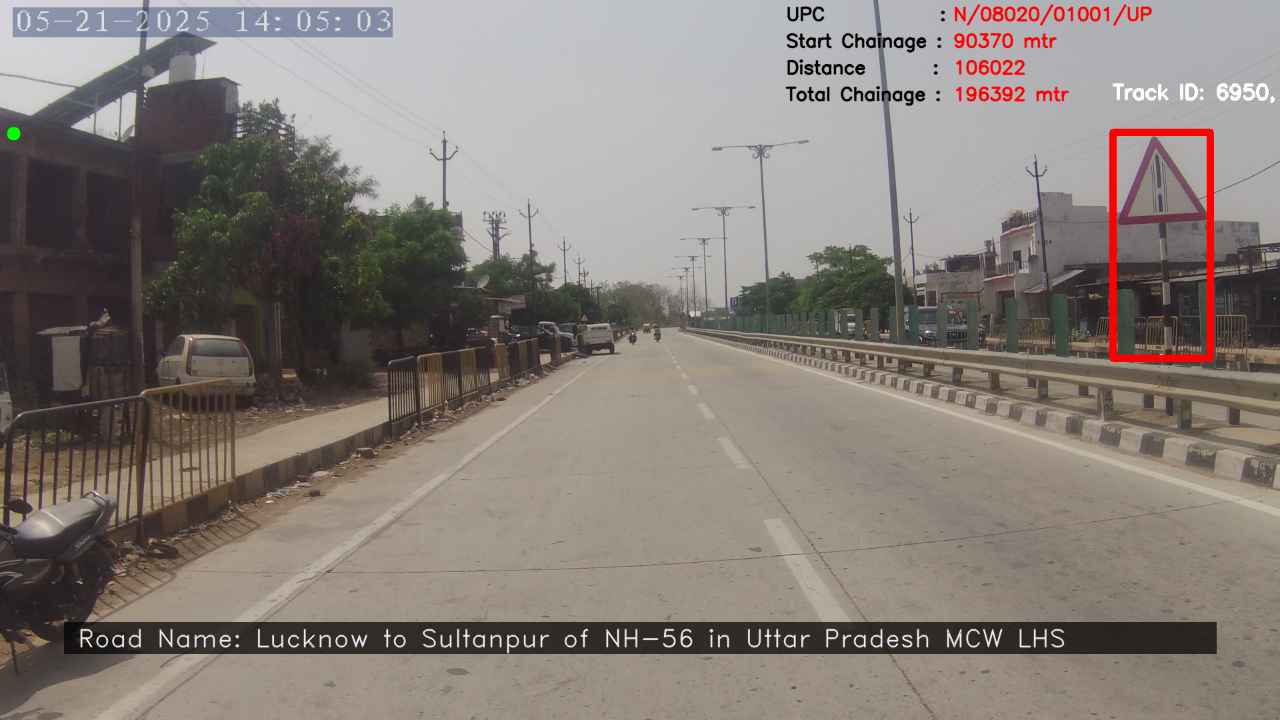 05-21-2025 14:05:03
UPC : N/08020/01001/UP
Start Chainage : 90370 mtr
Distance : 106022
Total Chainage : 196392 mtr
Track ID: 6950,
Road Name: Lucknow to Sultanpur of NH-56 in Uttar Pradesh MCW LHS